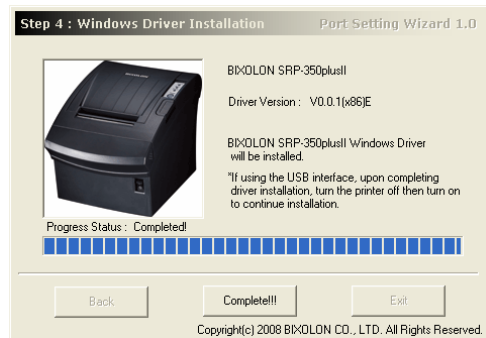 Step 4 : Windows Driver Installation
Port Setting Wizard 1.0
BIXOLON SRP-350plusII
Driver Version : V0.0.1(x86)E
BIXOLON SRP-350plusII Windows Driver
will be installed.
*If using the USB interface, upon completing
driver installation, turn the printer off then turn on
to continue installation.
Progress Status : Completed!
Back
Complete!!!
Exit
Copyright(c) 2008 BIXOLON CO., LTD. All Rights Reserved.